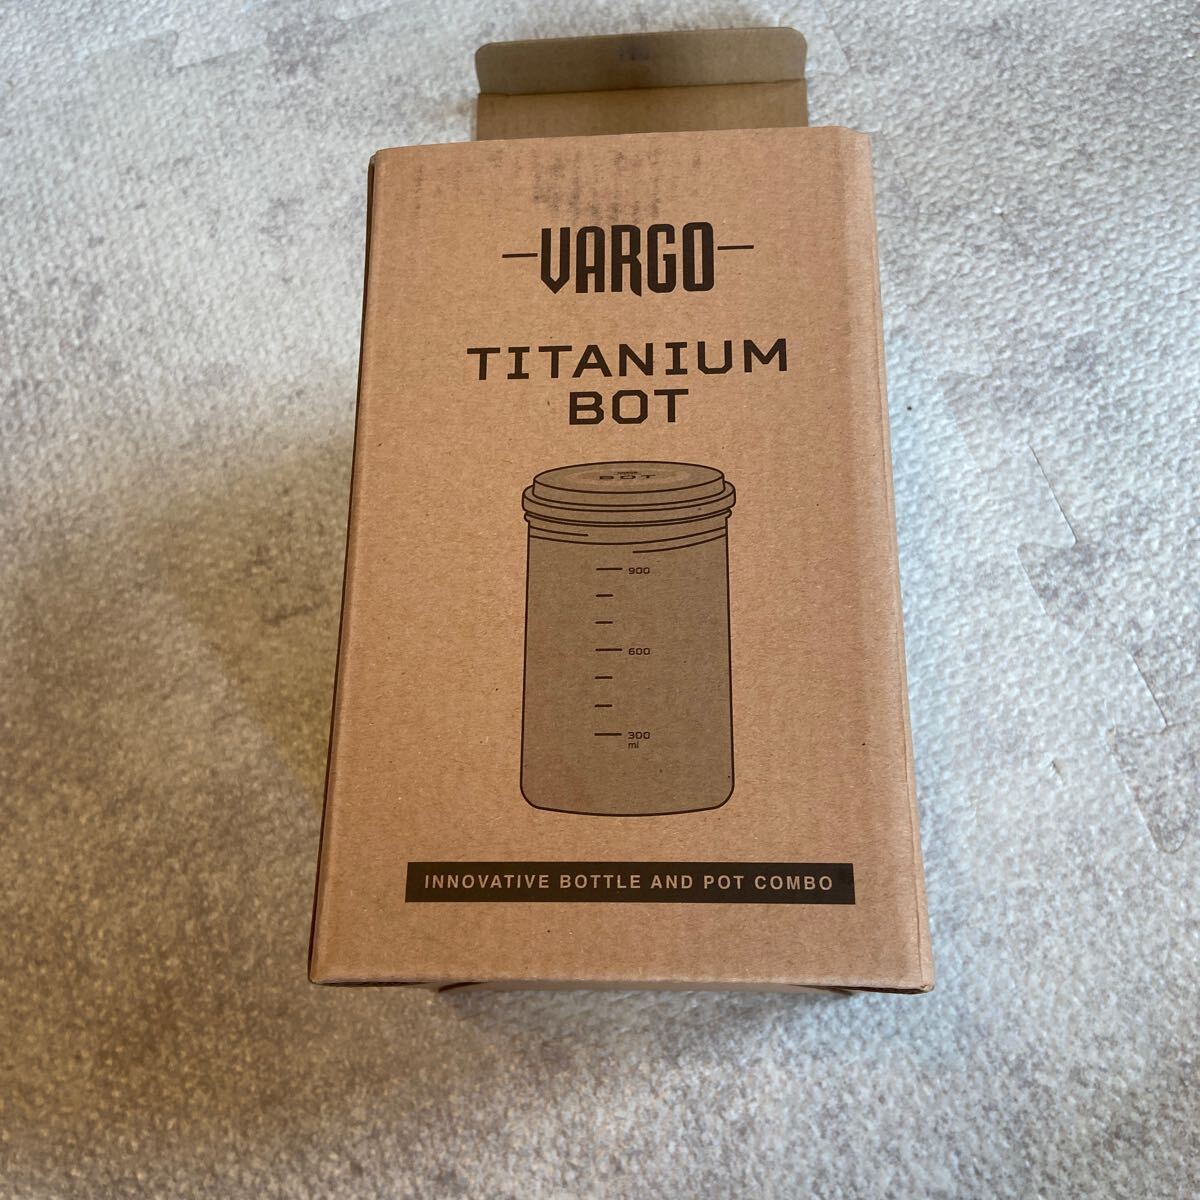 VARGO
TITANIUM
BOT
BOT
900
600
300
ml
INNOVATIVE BOTTLE AND POT COMBO